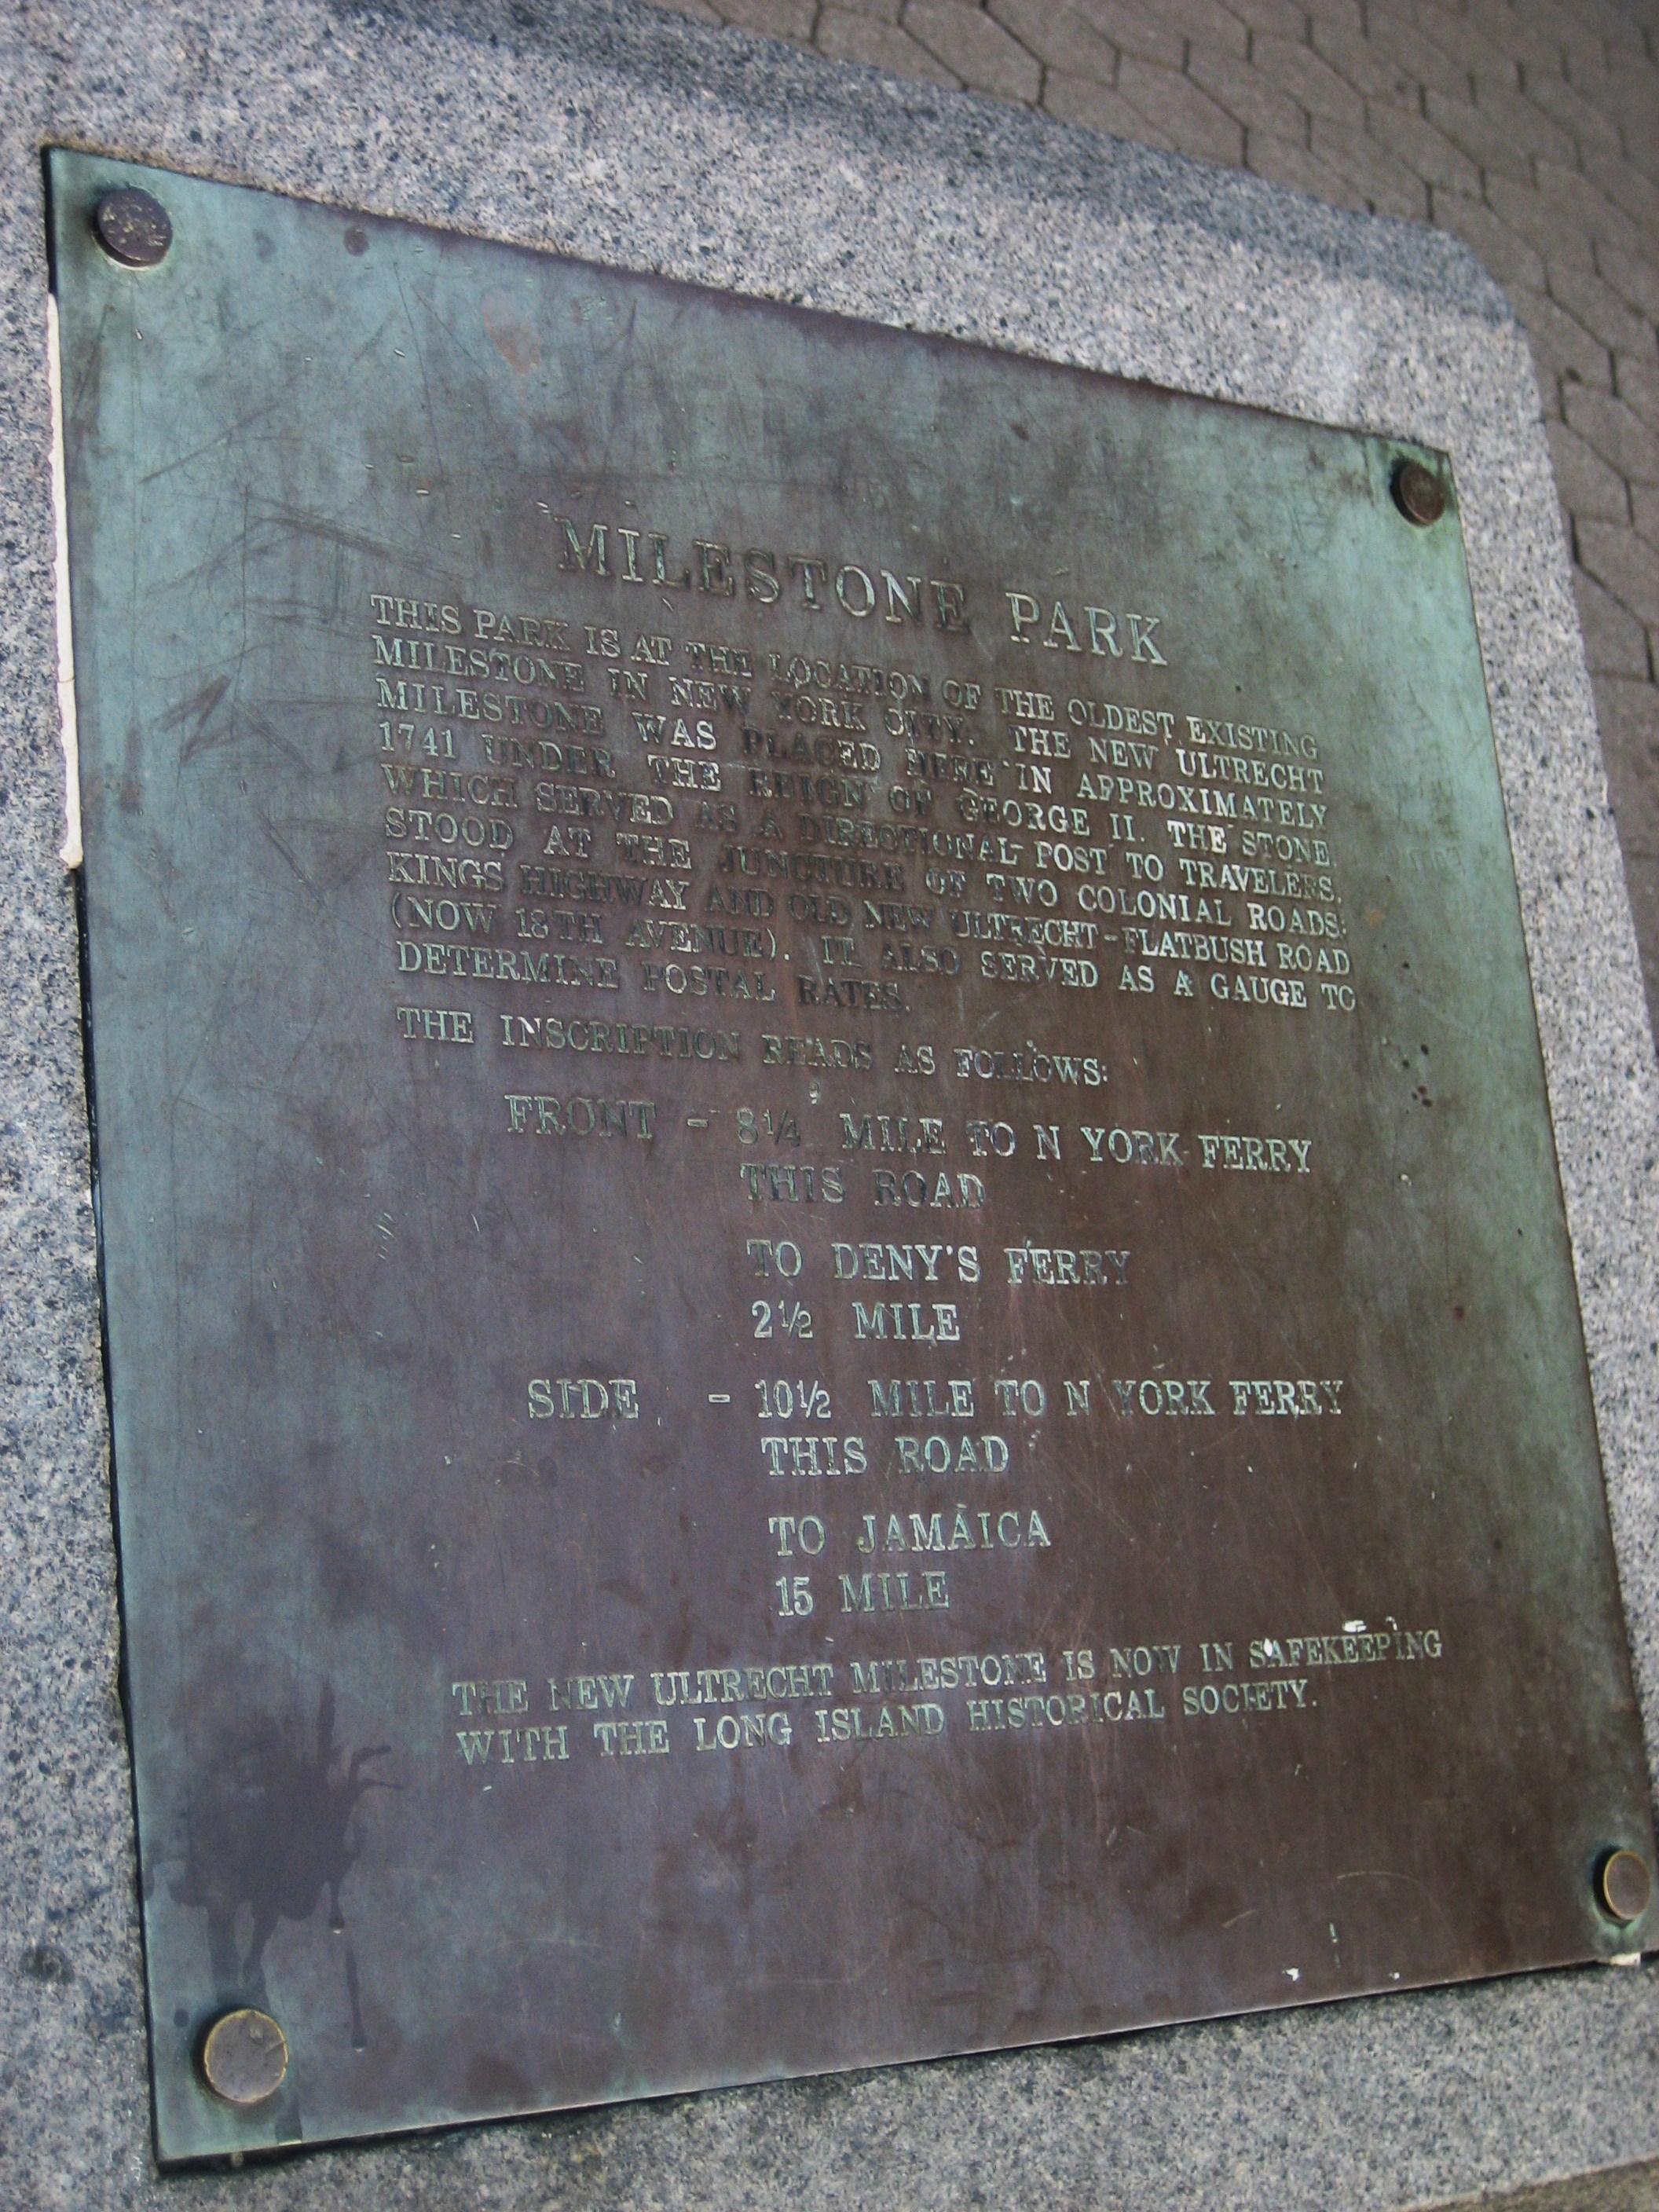 MILESTONE PARK
THIS PARK IS AT THE LOCATION OF THE OLDEST EXISTING
MILESTONE IN NEW YORK CITY. THE NEW ULTRECHT
MILESTONE WAS PLACED HERE IN APPROXIMATELY
1741 UNDER THE REIGN OF GEORGE II. THE STONE
WHICH SERVED AS A DIRECTIONAL POST TO TRAVELERS,
STOOD AT THE JUNCTURE OF TWO COLONIAL ROADS:
KINGS HIGHWAY AND OLD NEW ULTRECHT-FLATBUSH ROAD
(NOW 18TH AVENUE). IT ALSO SERVED AS A GAUGE TO
DETERMINE POSTAL RATES.
THE INSCRIPTION READS AS FOLLOWS:
FRONT - 8¼ MILE TO N YORK FERRY
THIS ROAD
TO DENY'S FERRY
2½ MILE
SIDE - 10½ MILE TO N YORK FERRY
THIS ROAD
TO JAMAICA
15 MILE
THE NEW ULTRECHT MILESTONE IS NOW IN SAFEKEEPING
WITH THE LONG ISLAND HISTORICAL SOCIETY.